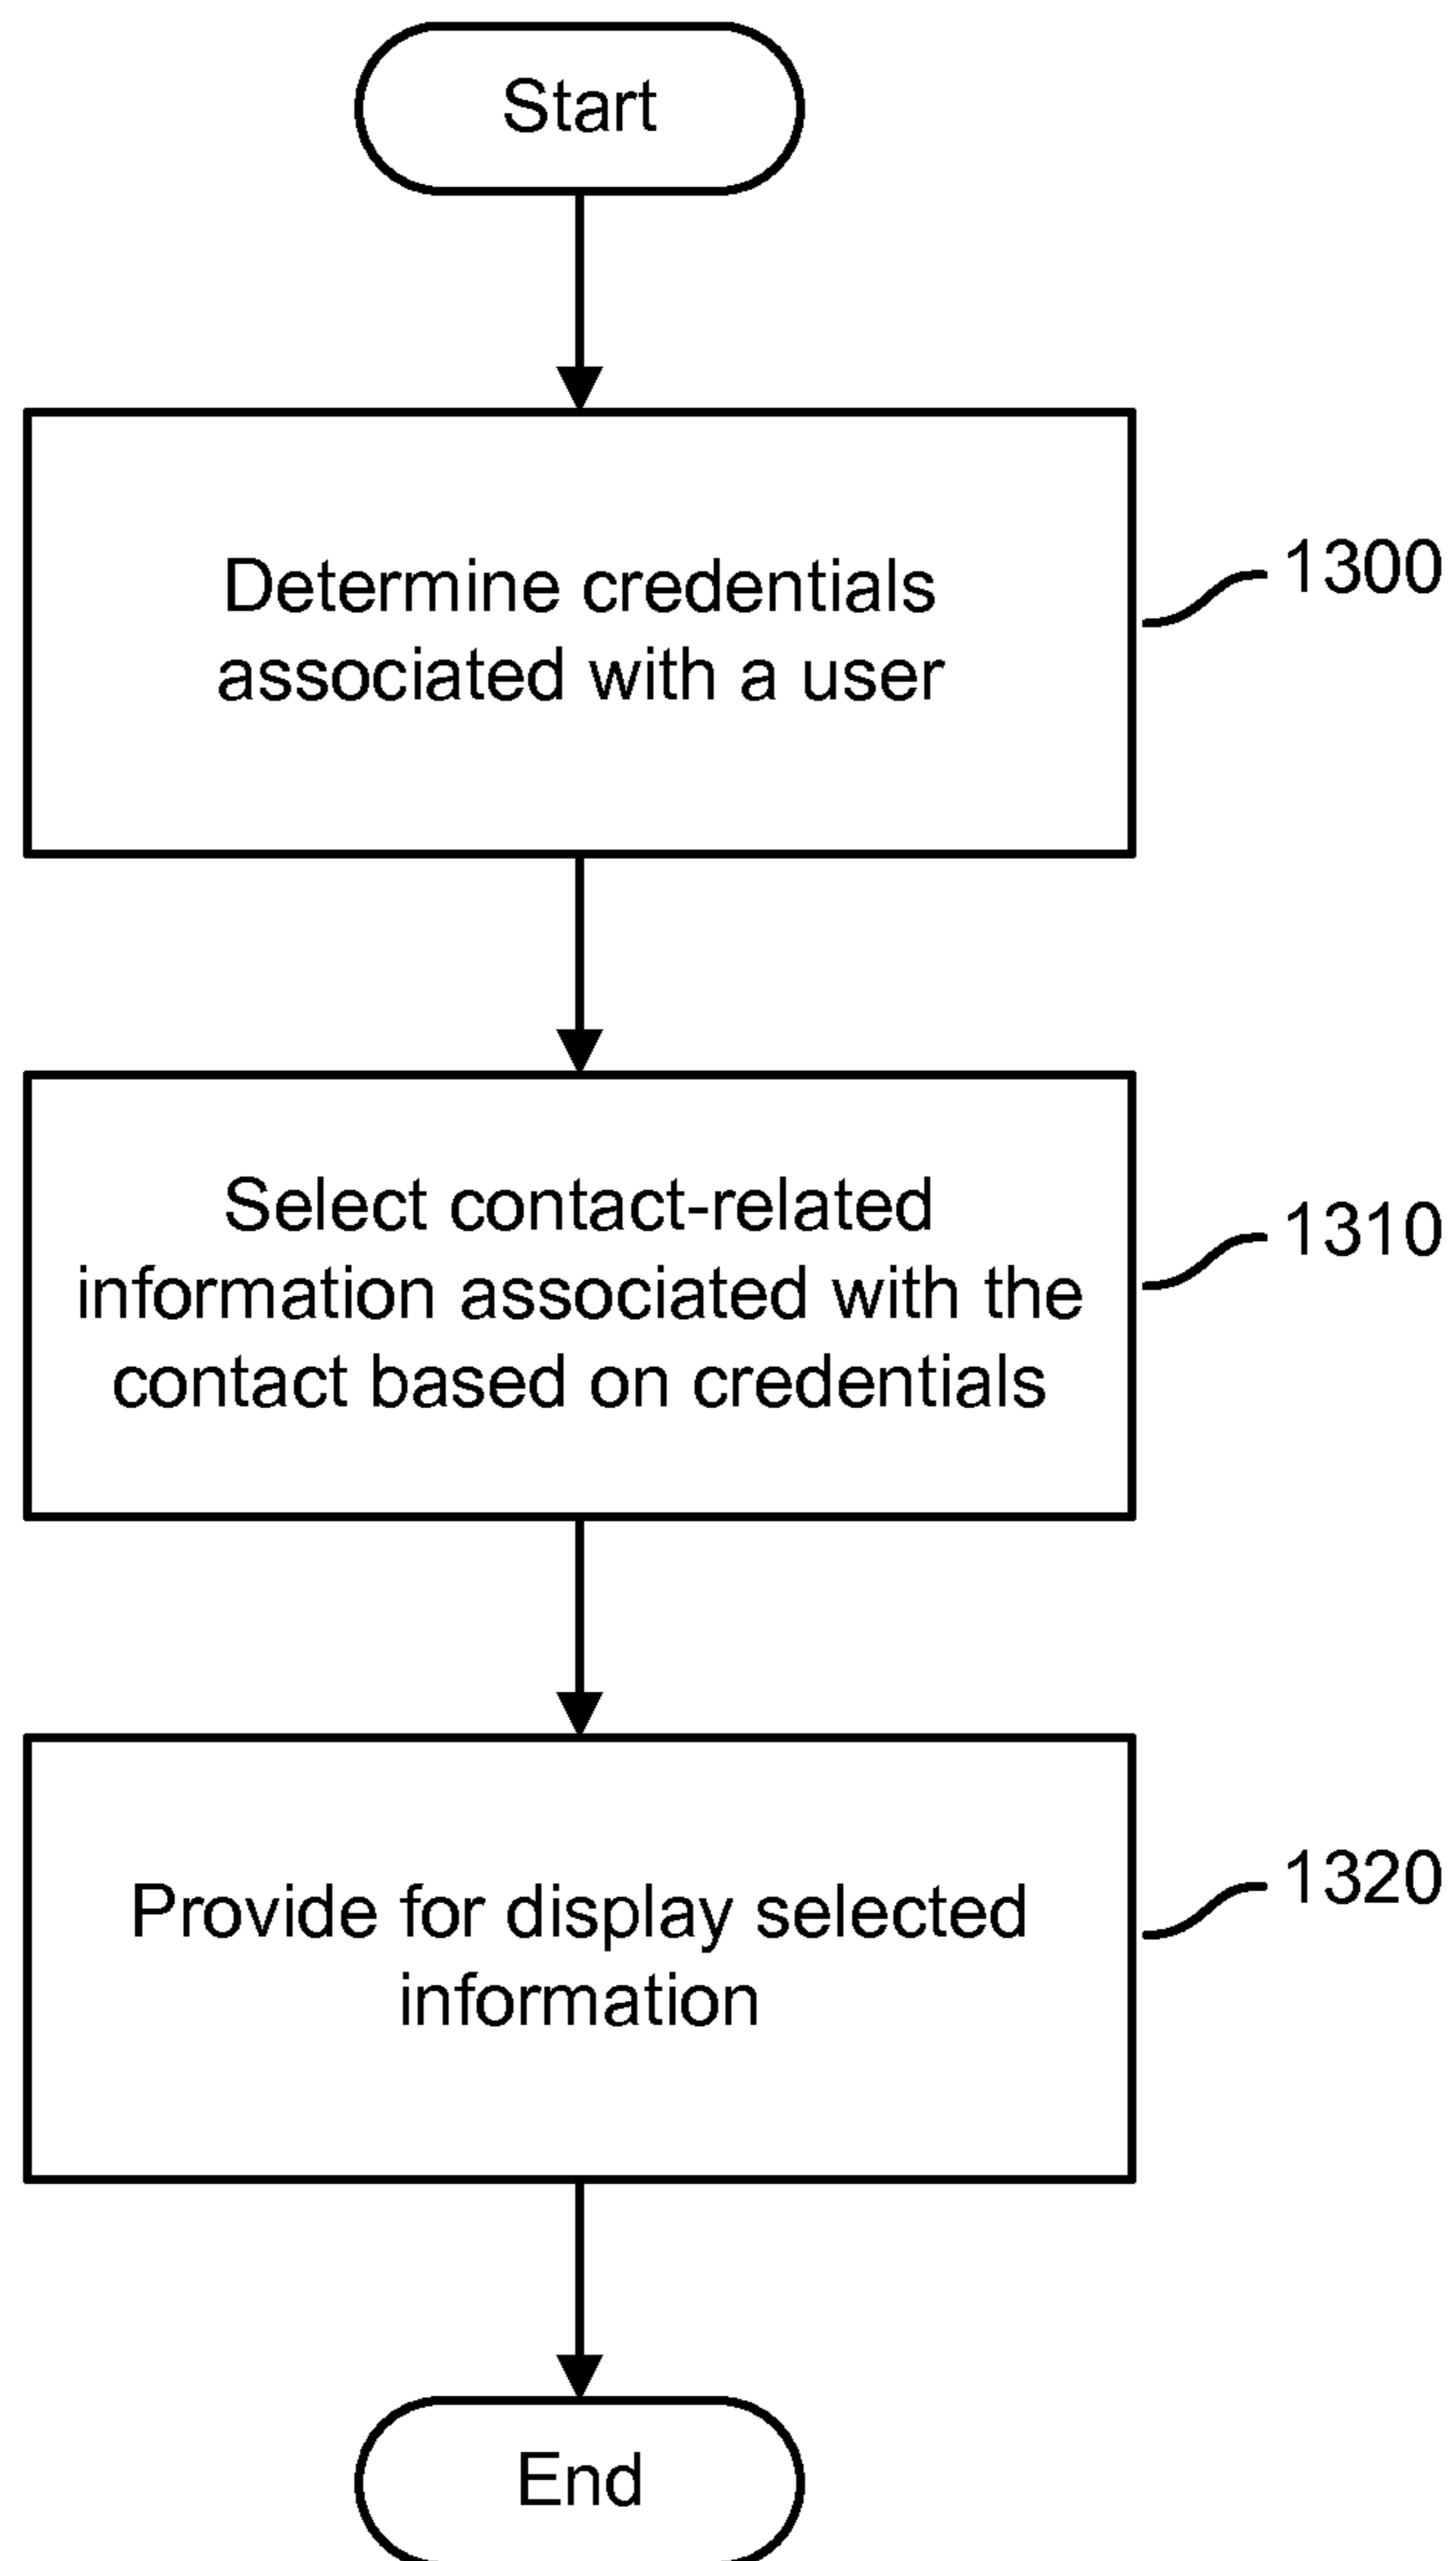 Start
Determine credentials
associated with a user
1300
Select contact-related
information associated with the
contact based on credentials
1310
Provide for display selected
information
1320
End